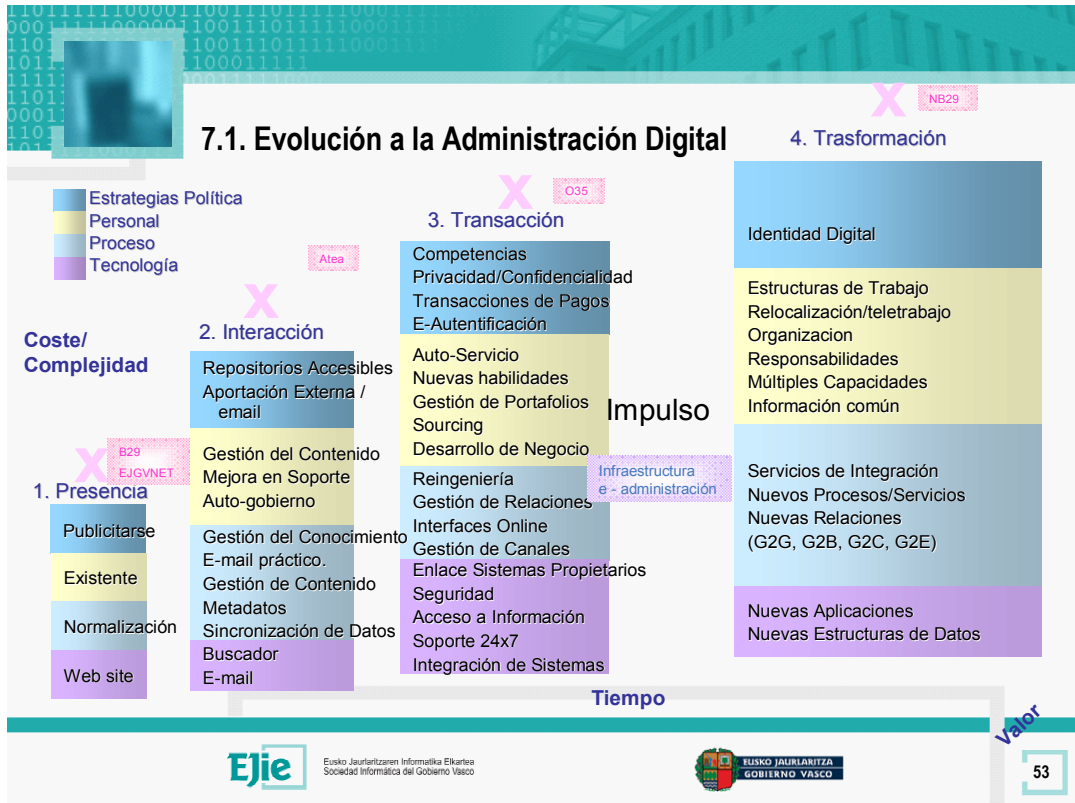 7.1. Evolución a la Administración Digital
Estrategias Política
Personal
Proceso
Tecnología
Coste/
Complejidad
B29
EJGVNET
X
1. Presencia
Publicitarse
Existente
Normalización
Web site
Atea
X
2. Interacción
Repositorios Accesibles
Aportación Externa /
email
Gestión del Contenido
Mejora en Soporte
Auto-gobierno
Gestión del Conocimiento
E-mail práctico.
Gestión de Contenido
Metadatos
Sincronización de Datos
Buscador
E-mail
X
O35
3. Transacción
Competencias
Privacidad/Confidencialidad
Transacciones de Pagos
E-Autentificación
Auto-Servicio
Nuevas habilidades
Gestión de Portafolios
Sourcing
Desarrollo de Negocio
Reingeniería
Gestión de Relaciones
Interfaces Online
Gestión de Canales
Enlace Sistemas Propietarios
Seguridad
Acceso a Información
Soporte 24x7
Integración de Sistemas
Impulso
Infraestructura
e - administración
X
NB29
4. Trasformación
Identidad Digital
Estructuras de Trabajo
Relocalización/teletrabajo
Organizacion
Responsabilidades
Múltiples Capacidades
Información común
Servicios de Integración
Nuevos Procesos/Servicios
Nuevas Relaciones
(G2G, G2B, G2C, G2E)
Nuevas Aplicaciones
Nuevas Estructuras de Datos
Tiempo
Valor
EJie
Eusko Jaurlaritzaren Informatika Elkartea
Sociedad Informática del Gobierno Vasco
EUSKO JAURLARITZA
GOBIERNO VASCO
53